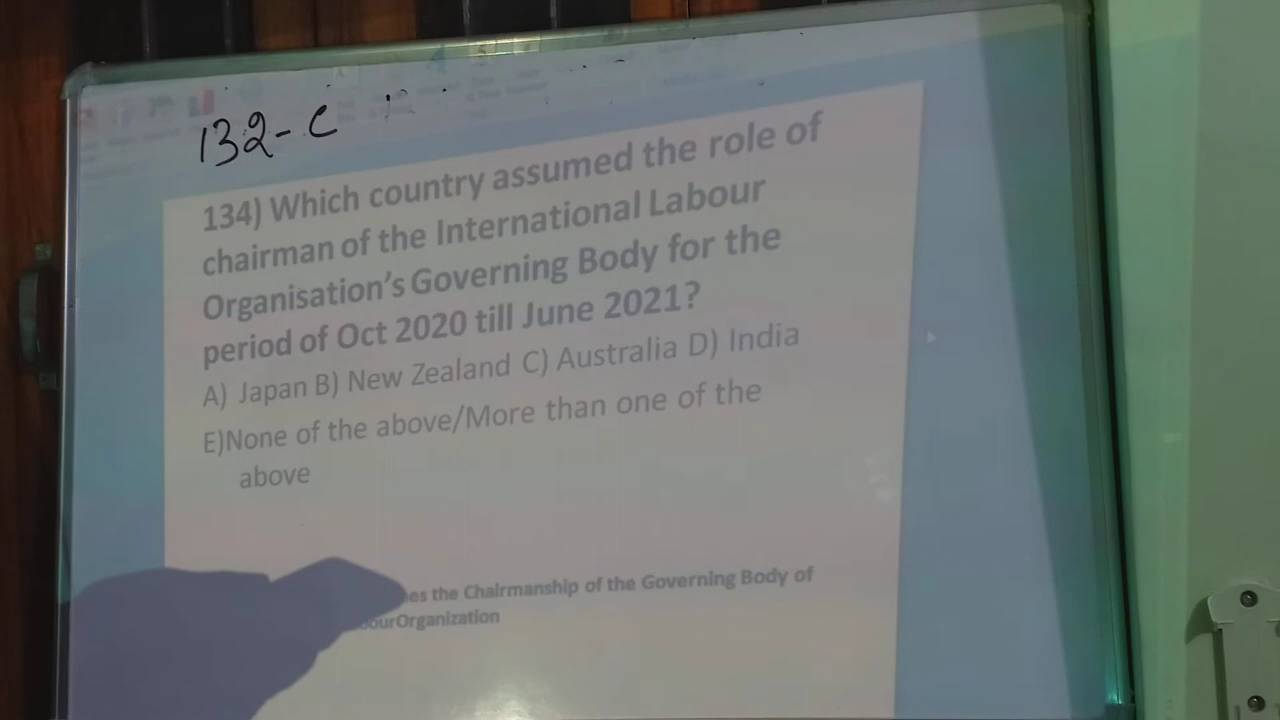 132-C
134) Which country assumed the role of
chairman of the International Labour
Organisation's Governing Body for the
period of Oct 2020 till June 2021?
A) Japan B) New Zealand C) Australia D) India
E)None of the above/More than one of the
above
es the Chairmanship of the Governing Body of
ourOrganization